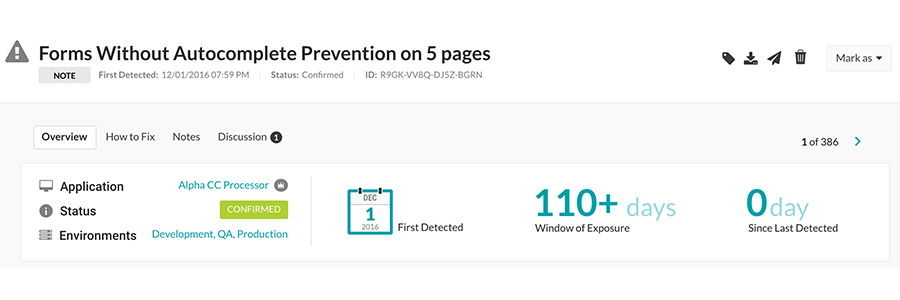 Forms Without Autocomplete Prevention on 5 pages
NOTE First Detected: 12/01/2016 07:59 PM Status: Confirmed ID: R9GK-VV8Q-DJ5Z-BGRN
Mark as
Overview How to Fix Notes Discussion 1
1 of 386
Application Alpha CC Processor
Status CONFIRMED
Environments Development, QA, Production
DEC
1
2016
First Detected
110+ days
Window of Exposure
0 day
Since Last Detected